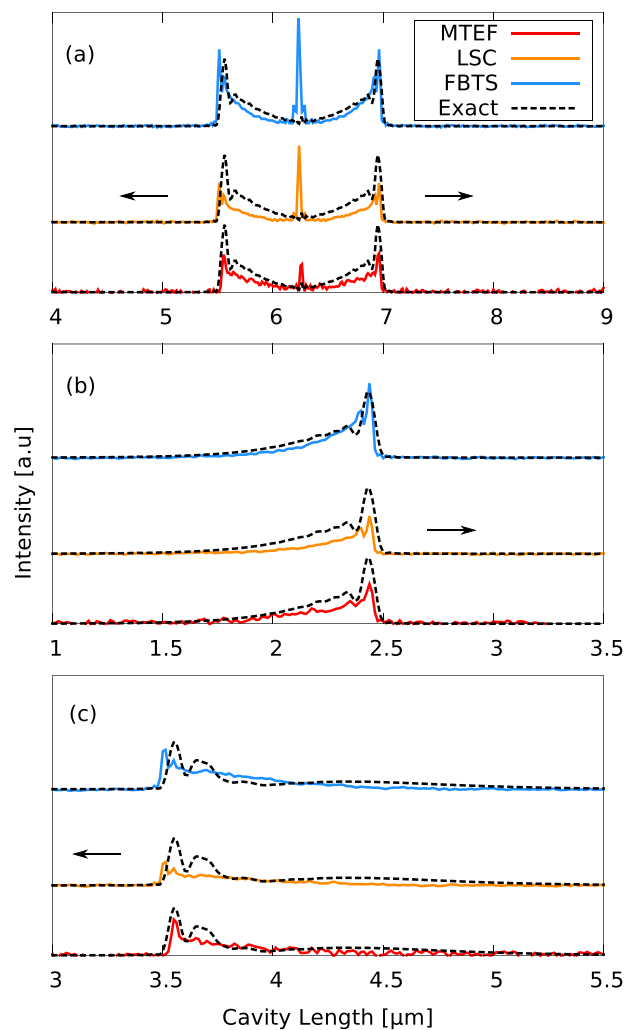 (a)
MTEF
LSC
FBTS
Exact
4 5 6 7 8 9
(b)
1 1.5 2 2.5 3 3.5
Intensity [a.u]
(c)
3 3.5 4 4.5 5 5.5
Cavity Length [μm]